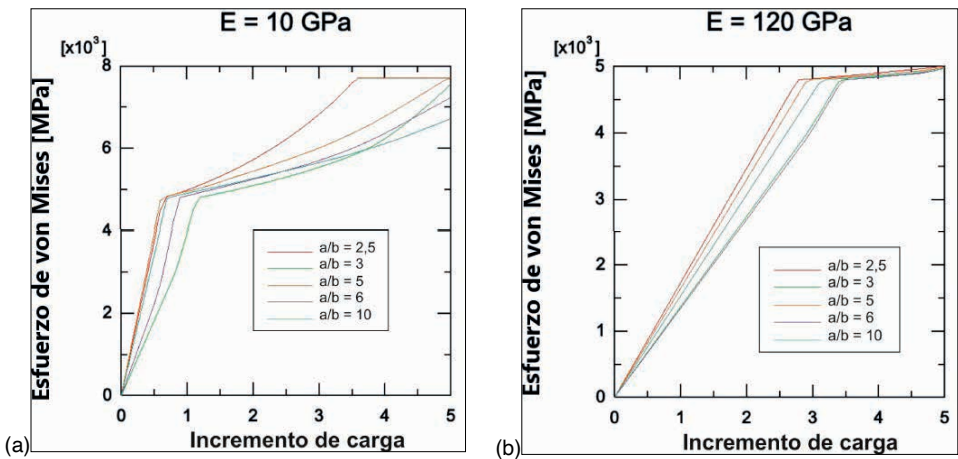 E = 10 GPa
[x10³]
Esfuerzo de von Mises [MPa]
8
6
4
2
0
a/b = 2,5
a/b = 3
a/b = 5
a/b = 6
a/b = 10
0 1 2 3 4 5
Incremento de carga
(a)
E = 120 GPa
[x10³]
Esfuerzo de von Mises [MPa]
5
4
3
2
1
0
a/b = 2,5
a/b = 3
a/b = 5
a/b = 6
a/b = 10
0 1 2 3 4 5
Incremento de carga
(b)